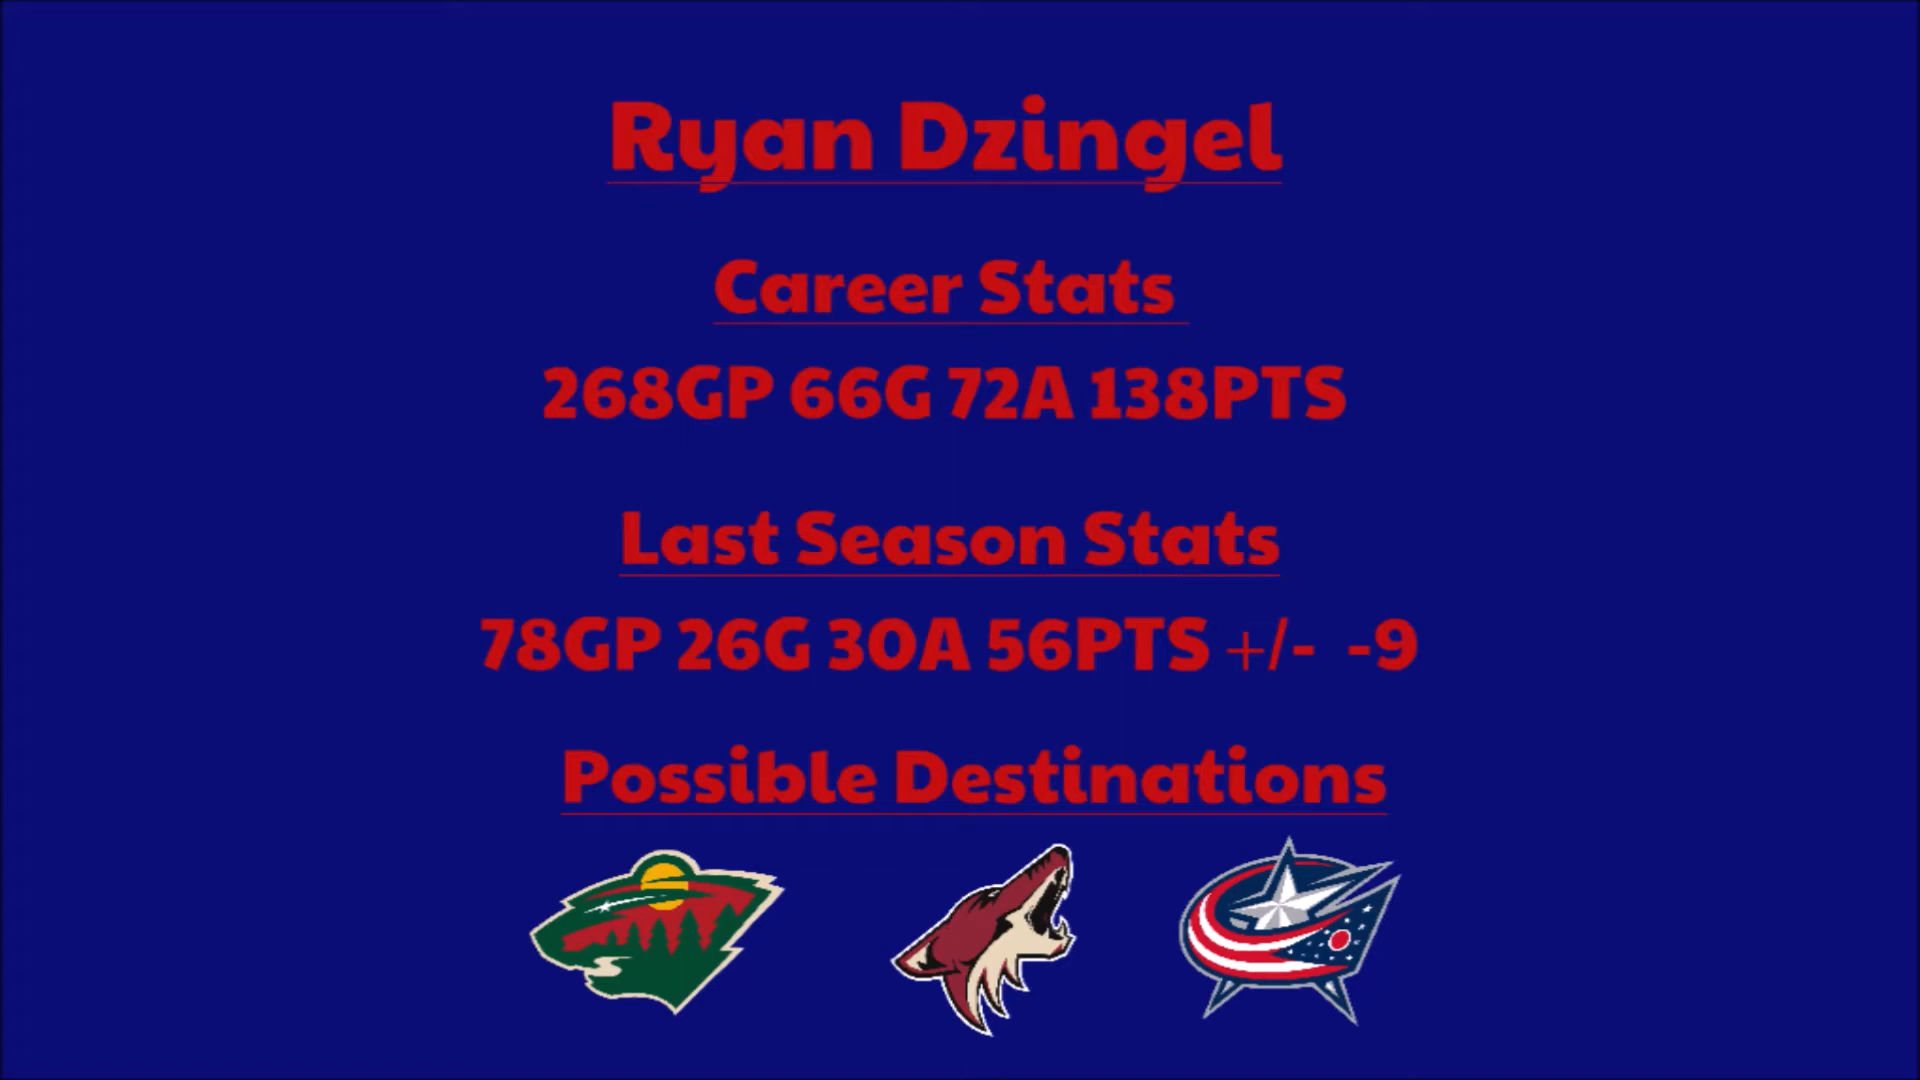 Ryan Dzingel
Career Stats
268GP 66G 72A 138PTS
Last Season Stats
78GP 26G 30A 56PTS +/-  -9
Possible Destinations